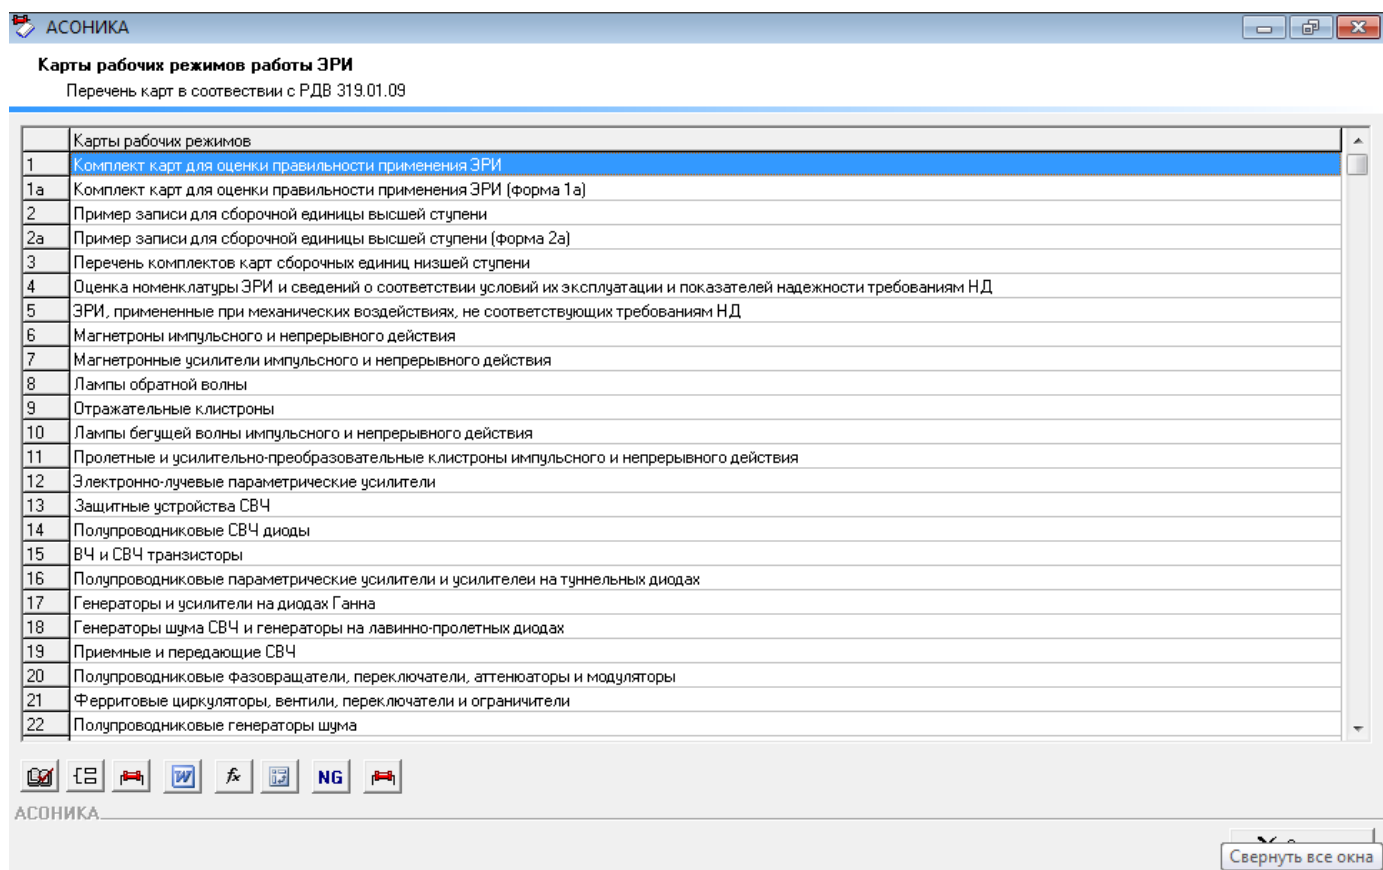 АСОНИКА
Карты рабочих режимов работы ЭРИ
Перечень карт в соотвествии с РДВ 319.01.09
Карты рабочих режимов
1 Комплект карт для оценки правильности применения ЭРИ
1а Комплект карт для оценки правильности применения ЭРИ (форма 1а)
2 Пример записи для сборочной единицы высшей ступени
2а Пример записи для сборочной единицы высшей ступени (форма 2а)
3 Перечень комплектов карт сборочных единиц низшей ступени
4 Оценка номенклатуры ЭРИ и сведений о соответствии условий их эксплуатации и показателей надежности требованиям НД
5 ЭРИ, примененные при механических воздействиях, не соответствующих требованиям НД
6 Магнетроны импульсного и непрерывного действия
7 Магнетронные усилители импульсного и непрерывного действия
8 Лампы обратной волны
9 Отражательные клистроны
10 Лампы бегущей волны импульсного и непрерывного действия
11 Пролетные и усилительно-преобразовательные клистроны импульсного и непрерывного действия
12 Электронно-лучевые параметрические усилители
13 Защитные устройства СВЧ
14 Полупроводниковые СВЧ диоды
15 ВЧ и СВЧ транзисторы
16 Полупроводниковые параметрические усилители и усилителеи на туннельных диодах
17 Генераторы и усилители на диодах Ганна
18 Генераторы шума СВЧ и генераторы на лавинно-пролетных диодах
19 Приемные и передающие СВЧ
20 Полупроводниковые фазовращатели, переключатели, аттенюаторы и модуляторы
21 Ферритовые циркуляторы, вентили, переключатели и ограничители
22 Полупроводниковые генераторы шума
W fx NG
АСОНИКА
Свернуть все окна